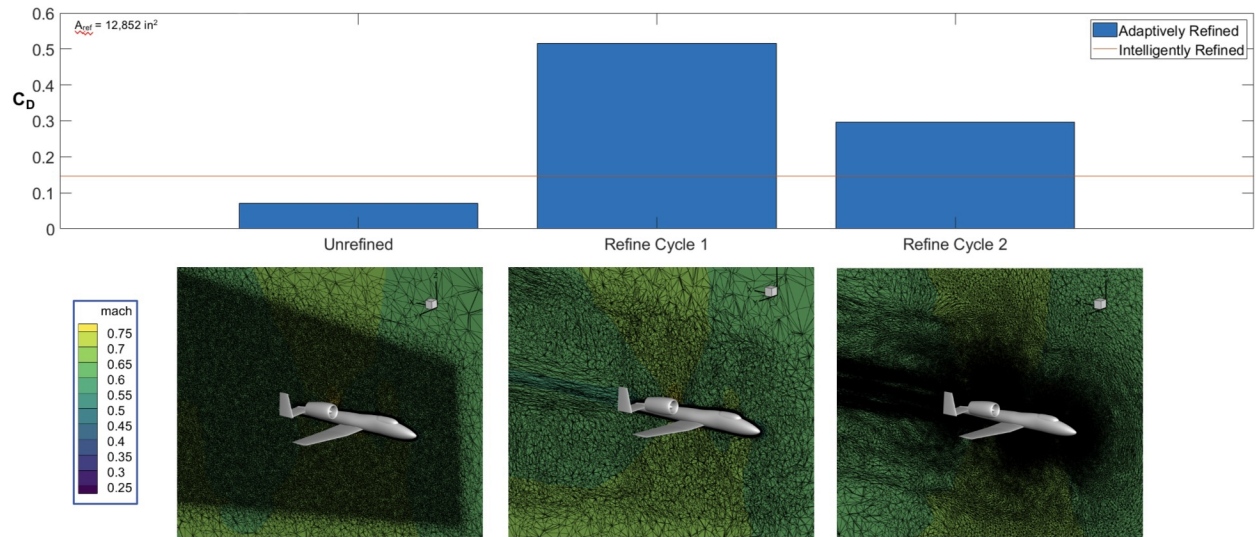 A_ref = 12,852 in²
0.6
0.5
0.4
0.3
0.2
0.1
0
C_D
Adaptively Refined
Intelligently Refined
Unrefined
Refine Cycle 1
Refine Cycle 2
mach
0.75
0.7
0.65
0.6
0.55
0.5
0.45
0.4
0.35
0.3
0.25